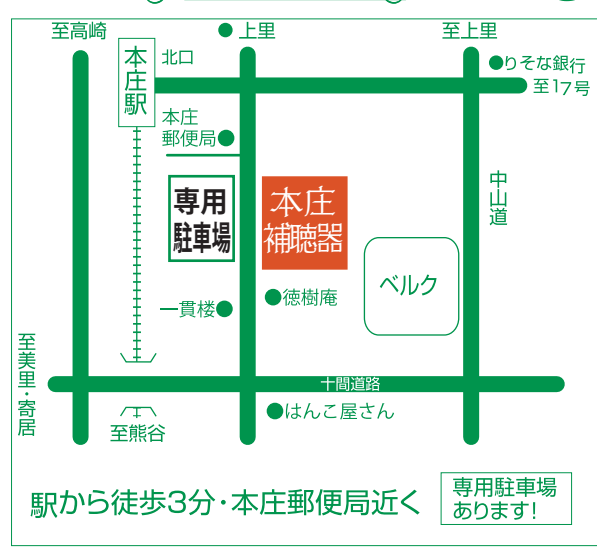 至高崎
上里
至上里
本庄駅
北口
りそな銀行
至17号
本庄
郵便局
中山道
専用
駐車場
本庄
補聴器
ベルク
徳樹庵
一貫楼
至美里・寄居
十間道路
はんこ屋さん
至熊谷
駅から徒歩3分・本庄郵便局近く
専用駐車場
あります!